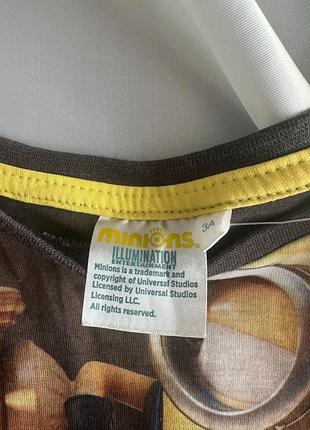 minions
3A
ILLUMINATION
ENTERTAINMENT
Minions is a trademark and
copyright of Universal Studios
Licensed by Universal Studios
Licensing LLC.
All rights reserved.